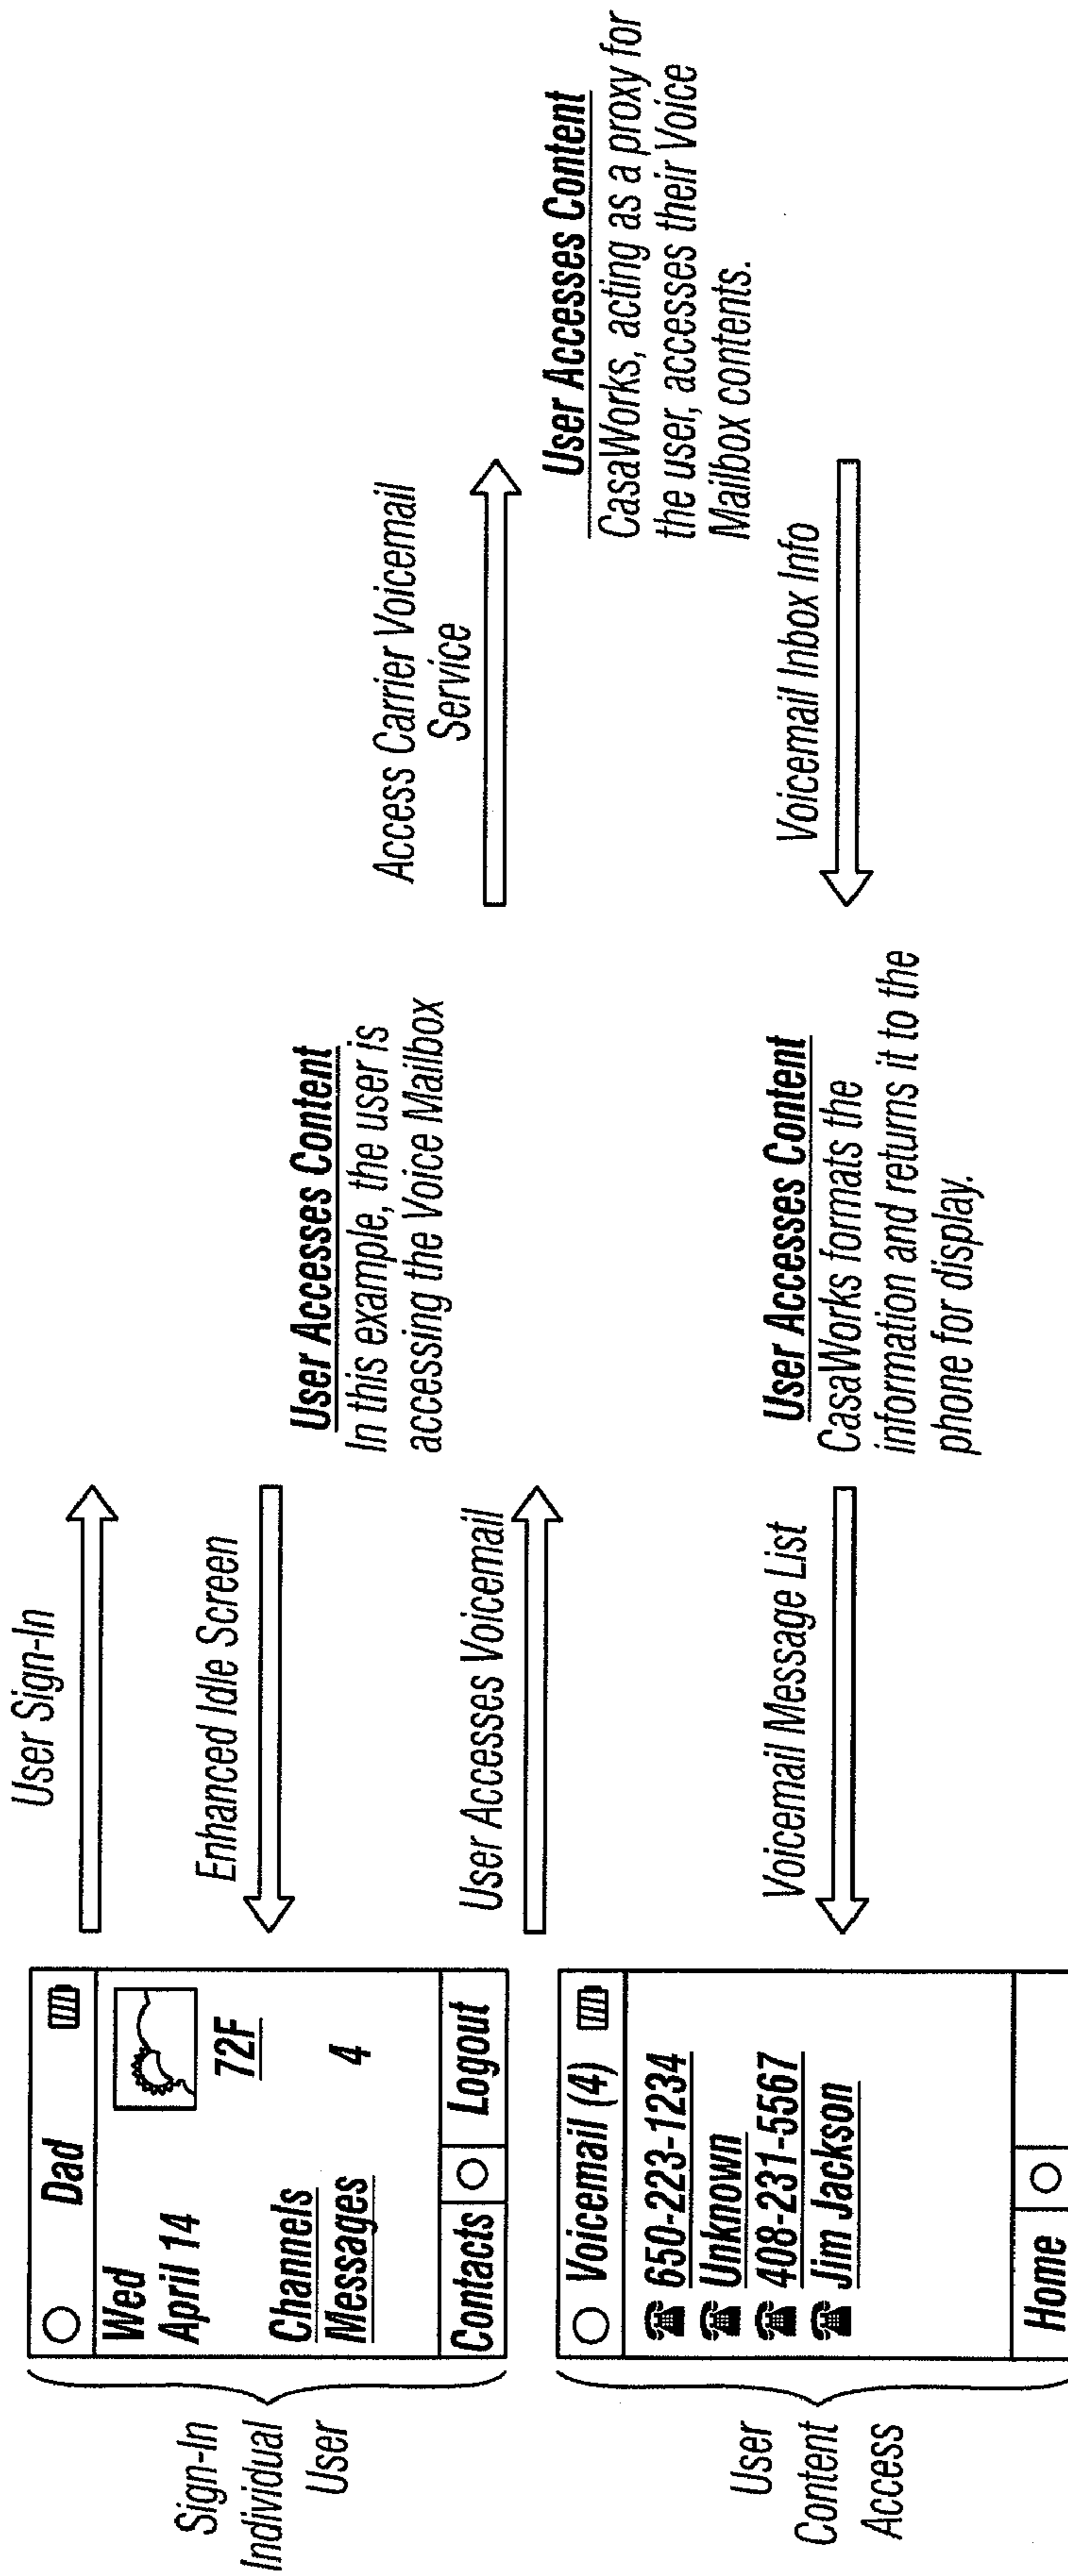 User Sign-In
Sign-In
Individual
User
Dad
Wed
April 14
72F
Channels
Messages 4
Contacts Logout
Enhanced Idle Screen
User Accesses Content
In this example, the user is
accessing the Voice Mailbox
Access Carrier Voicemail
Service
User Accesses Voicemail
User Accesses Content
CasaWorks, acting as a proxy for
the user, accesses their Voice
Mailbox contents.
User
Content
Access
Voicemail (4)
650-223-1234
Unknown
408-231-5567
Jim Jackson
Home
Voicemail Message List
User Accesses Content
CasaWorks formats the
information and returns it to the
phone for display.
Voicemail Inbox Info